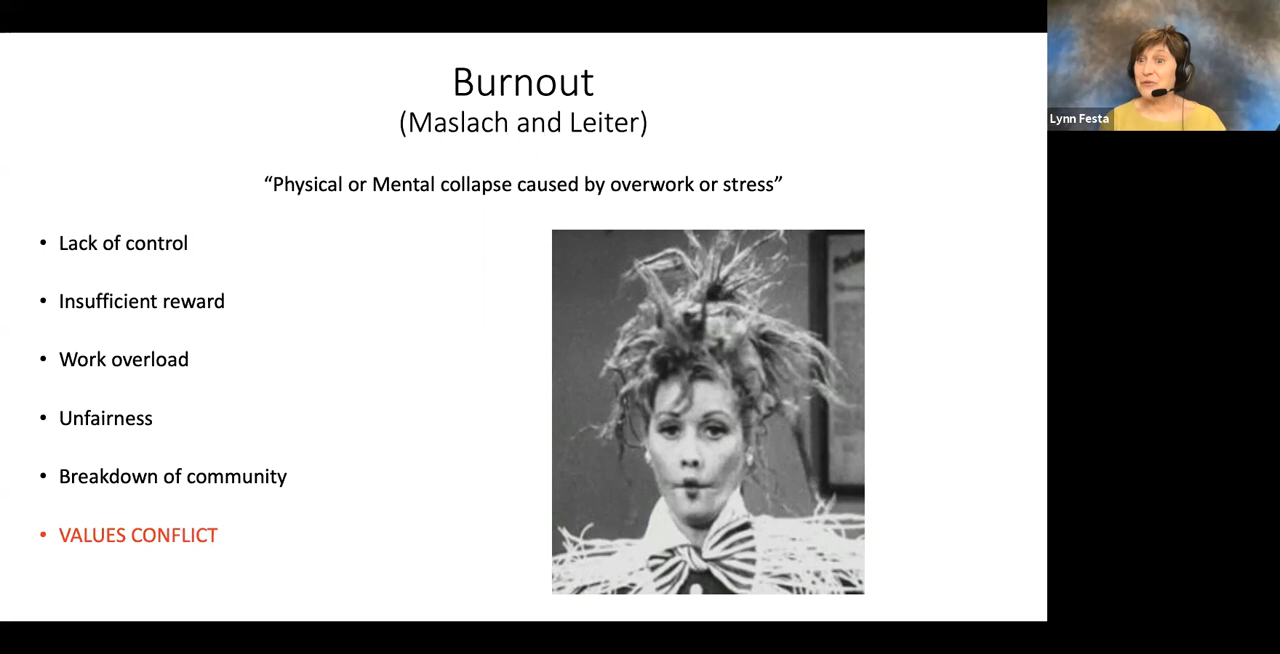 Burnout
(Maslach and Leiter)
“Physical or Mental collapse caused by overwork or stress”
• Lack of control
• Insufficient reward
• Work overload
• Unfairness
• Breakdown of community
• VALUES CONFLICT
Lynn Festa